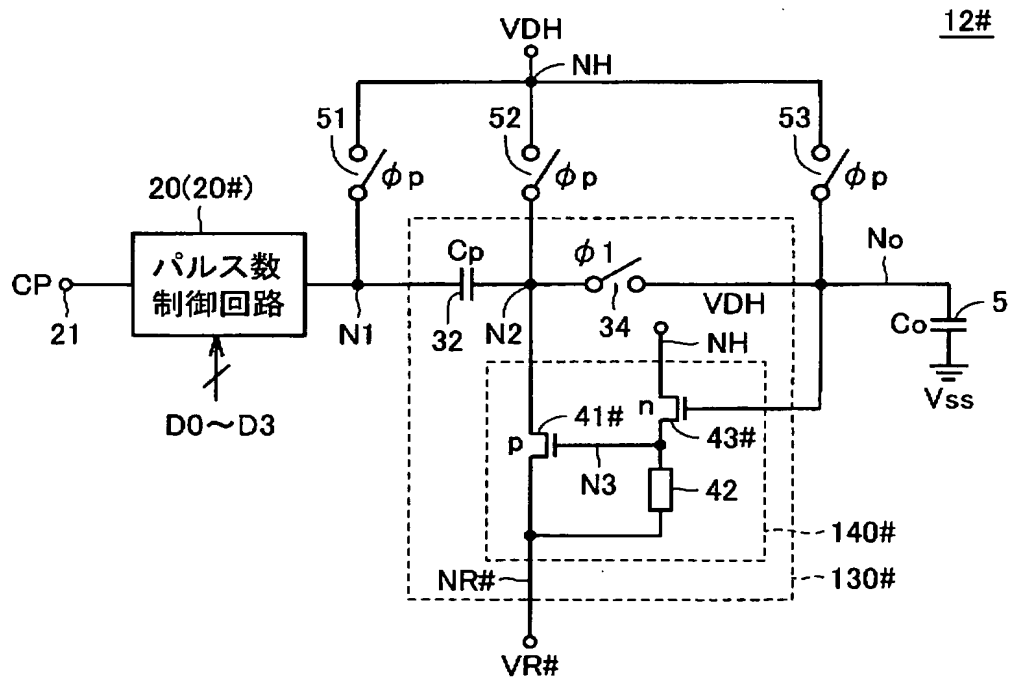 12#
VDH
NH
51
52
53
φp
φp
φp
20(20#)
パルス数
制御回路
CP
21
N1
Cp
32
N2
φ1
34
VDH
No
Co
5
Vss
NH
D0～D3
41#
p
n
43#
N3
42
140#
NR#
130#
VR#